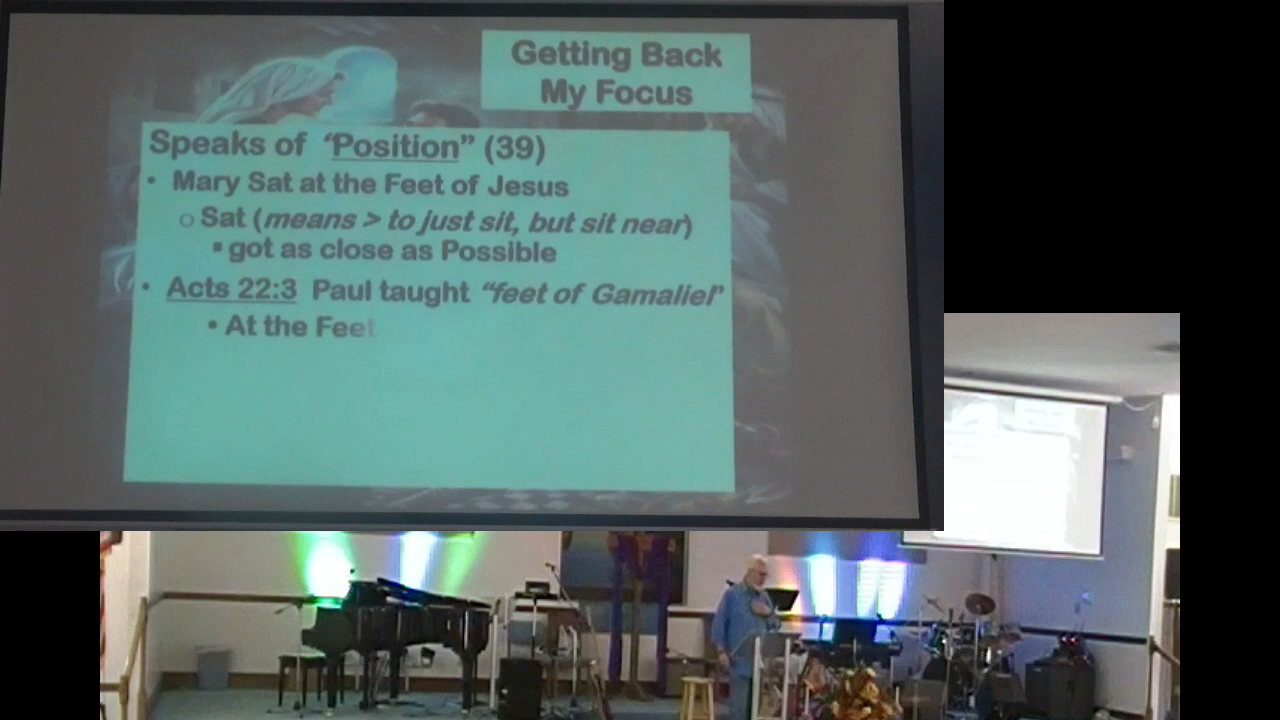 Getting Back
My Focus
Speaks of “Position” (39)
• Mary Sat at the Feet of Jesus
○ Sat (means > to just sit, but sit near)
▪ got as close as Possible
• Acts 22:3 Paul taught “feet of Gamaliel”
• At the Feet